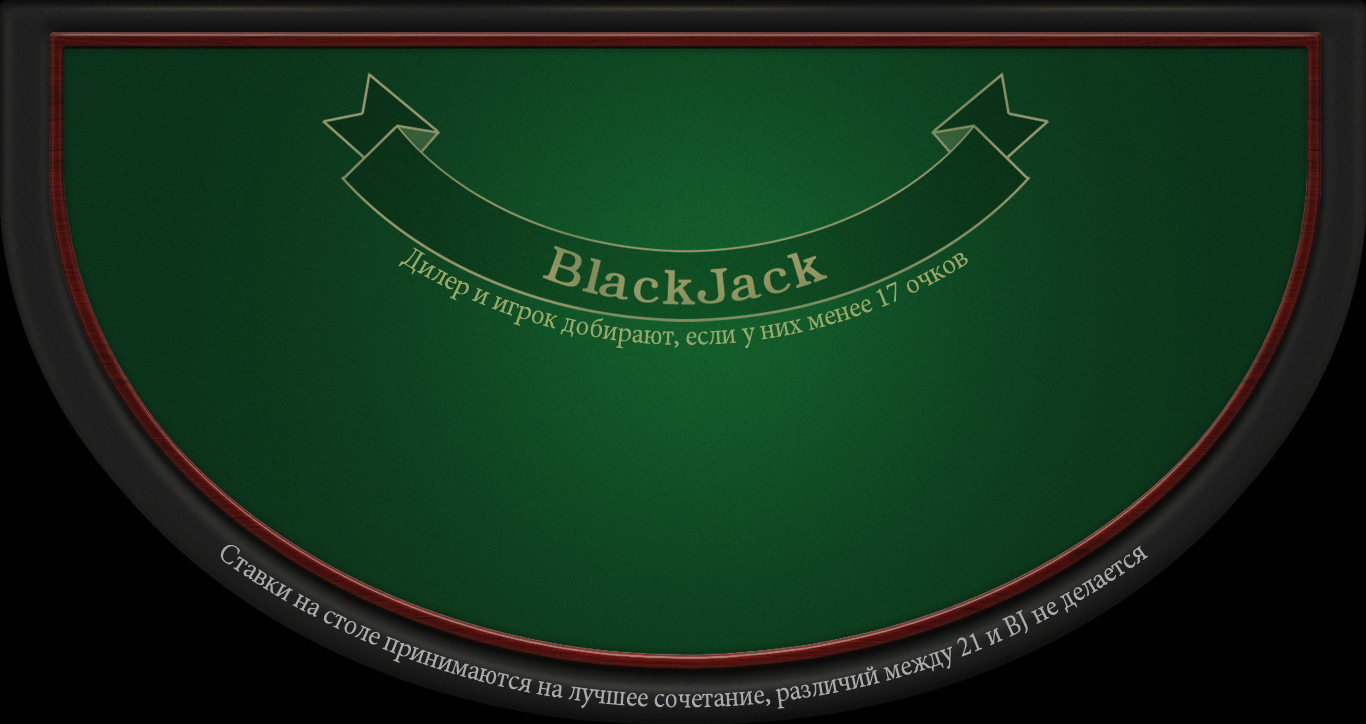 BlackJack
Дилер и игрок добирают, если у них менее 17 очков
Ставки на столе принимаются на лучшее сочетание, различий между 21 и BJ не делается